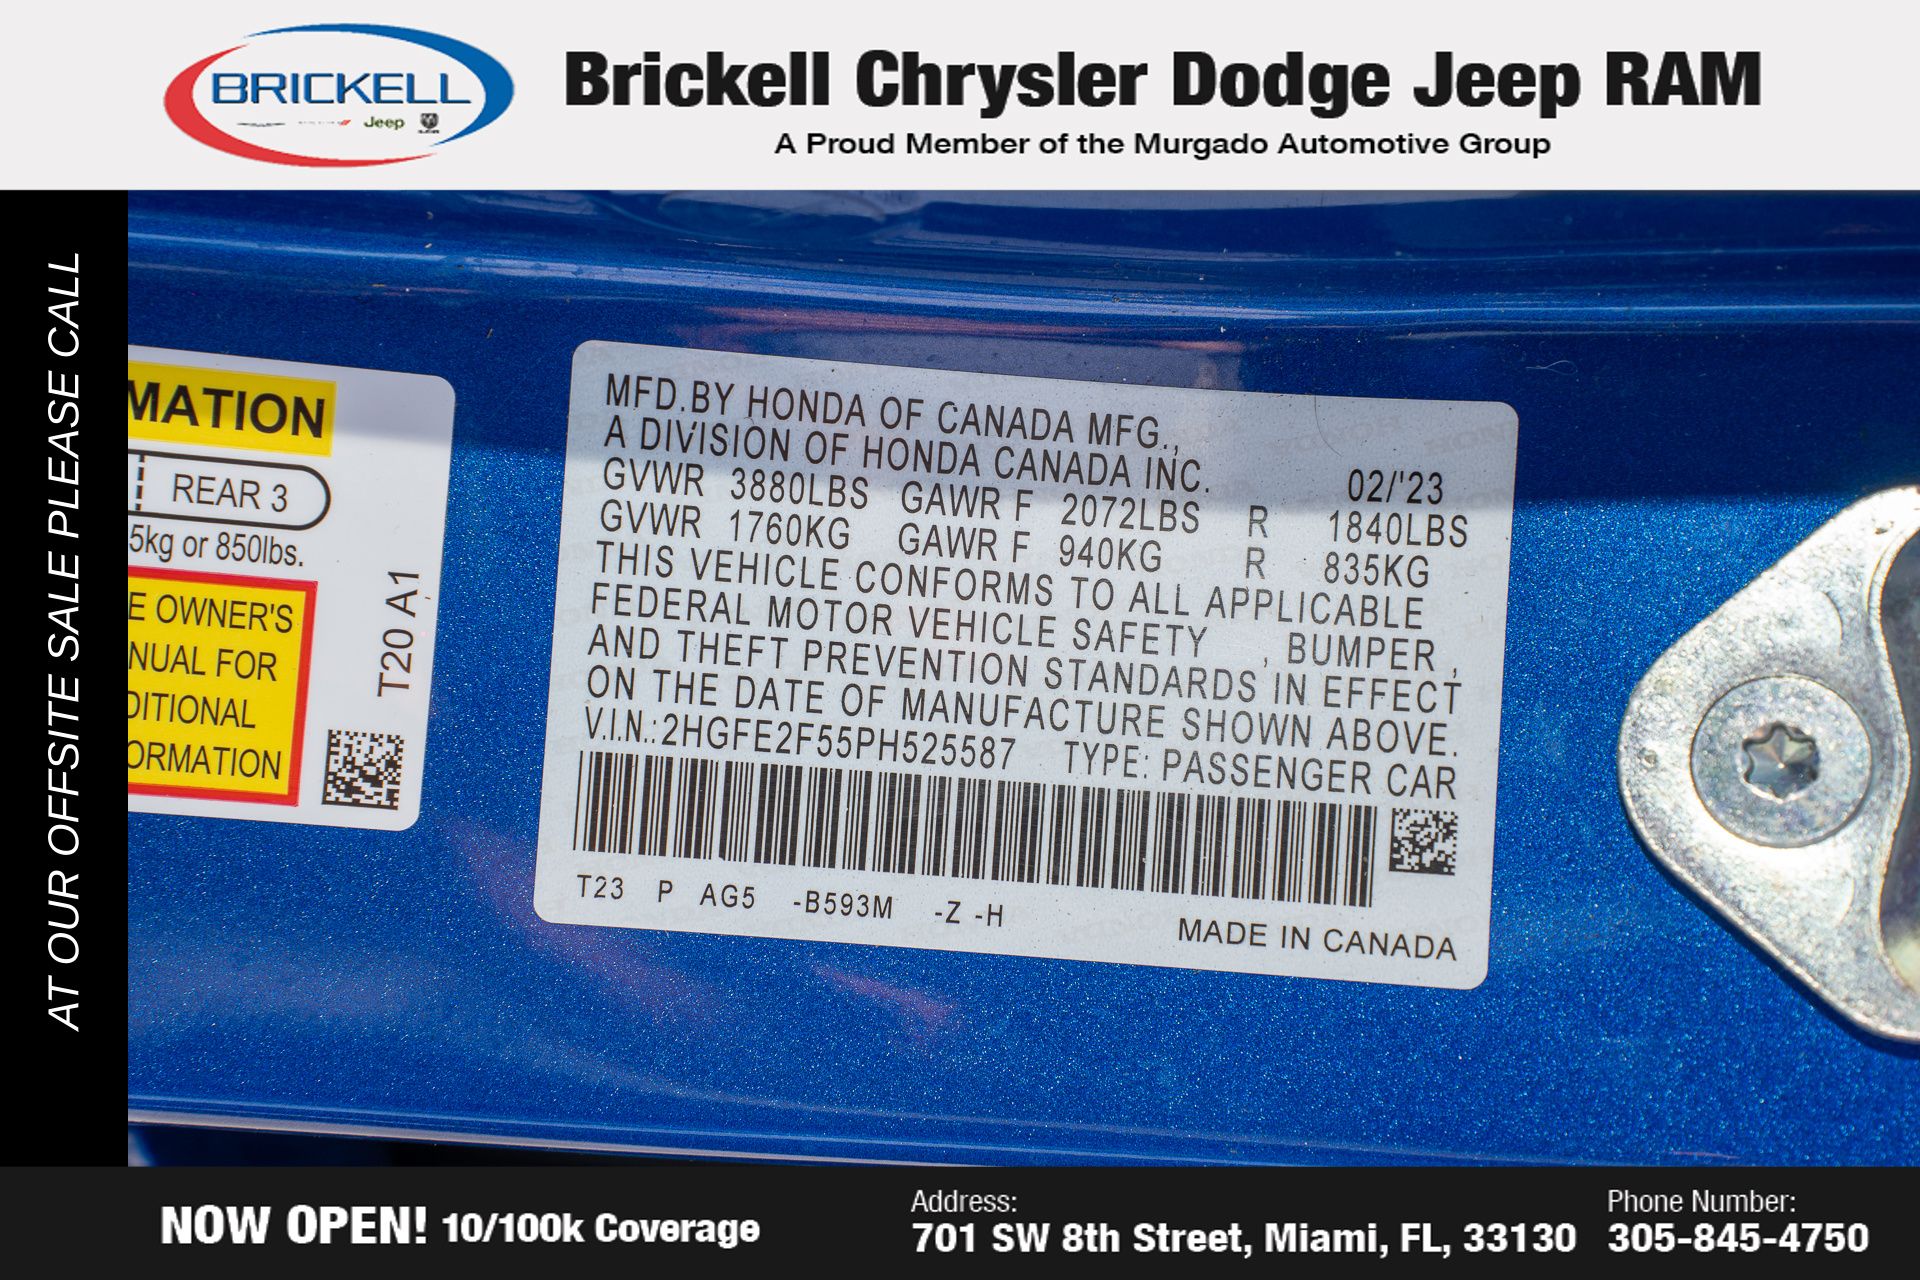 BRICKELL
Jeep
Brickell Chrysler Dodge Jeep RAM
A Proud Member of the Murgado Automotive Group
AT OUR OFFSITE SALE PLEASE CALL
MATION
REAR 3
5kg or 850lbs.
E OWNER'S
NUAL FOR
DITIONAL
ORMATION
T20 A1
MFD.BY HONDA OF CANADA MFG.,
A DIVISION OF HONDA CANADA INC. 02/'23
GVWR 3880LBS GAWR F 2072LBS R 1840LBS
GVWR 1760KG GAWR F 940KG R 835KG
THIS VEHICLE CONFORMS TO ALL APPLICABLE
FEDERAL MOTOR VEHICLE SAFETY , BUMPER ,
AND THEFT PREVENTION STANDARDS IN EFFECT
ON THE DATE OF MANUFACTURE SHOWN ABOVE.
V.I.N.:2HGFE2F55PH525587 TYPE: PASSENGER CAR
T23 P AG5 -B593M -Z -H
MADE IN CANADA
NOW OPEN! 10/100k Coverage
Address:
701 SW 8th Street, Miami, FL, 33130
Phone Number:
305-845-4750